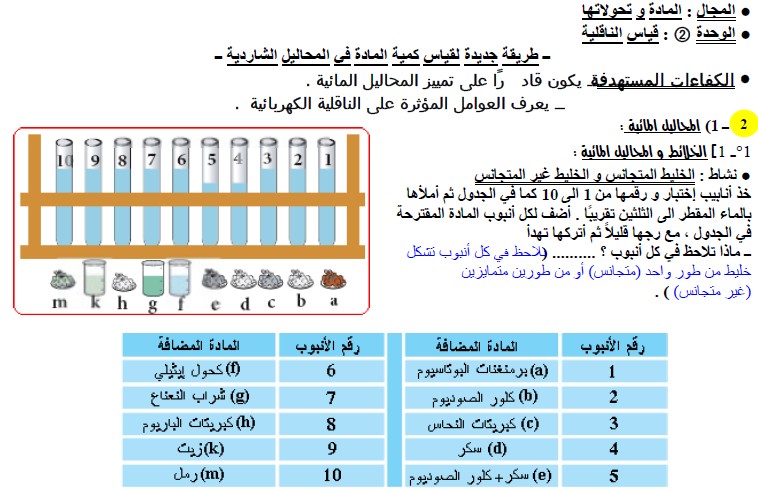 ● المجال : المادة و تحولاتها
● الوحدة ② : قياس الناقلية
ـ طريقة جديدة لقياس كمية المادة في المحاليل الشاردية ـ
● الكفاءات المستهدفة ـ يكون قاد رًا على تمييز المحاليل المائية .
ـ يعرف العوامل المؤثرة على الناقلية الكهربائية .
2 ـ 1) المحاليل المائية :
1°ـ 1] الخلائط و المحاليل المائية :
● نشاط : الخليط المتجانس و الخليط غير المتجانس
خذ أنابيب إختبار و رقمها من 1 الى 10 كما في الجدول ثم أملأها
بالماء المقطر الى الثلثين تقريبًا . أضف لكل أنبوب المادة المقترحة
في الجدول ، مع رجها قليلاً ثم أتركها تهدأ
ـ ماذا تلاحظ في كل أنبوب ؟ .......... (نلاحظ في كل أنبوب تشكل
خليط من طور واحد (متجانس) أو من طورين متمايزين
(غير متجانس) ) .
10 9 8 7 6 5 4 3 2 1
m k h g f e d c b a
رقم الأنبوب المادة المضافة رقم الأنبوب المادة المضافة
1 (a) برمنغنات البوتاسيوم 6 (f) كحول إيثيلي
2 (b) كلور الصوديوم 7 (g) شراب النعناع
3 (c) كبريتات النحاس 8 (h) كبريتات الباريوم
4 (d) سكر 9 (k) زيت
5 (e) سكر + كلور الصوديوم 10 (m) رمل